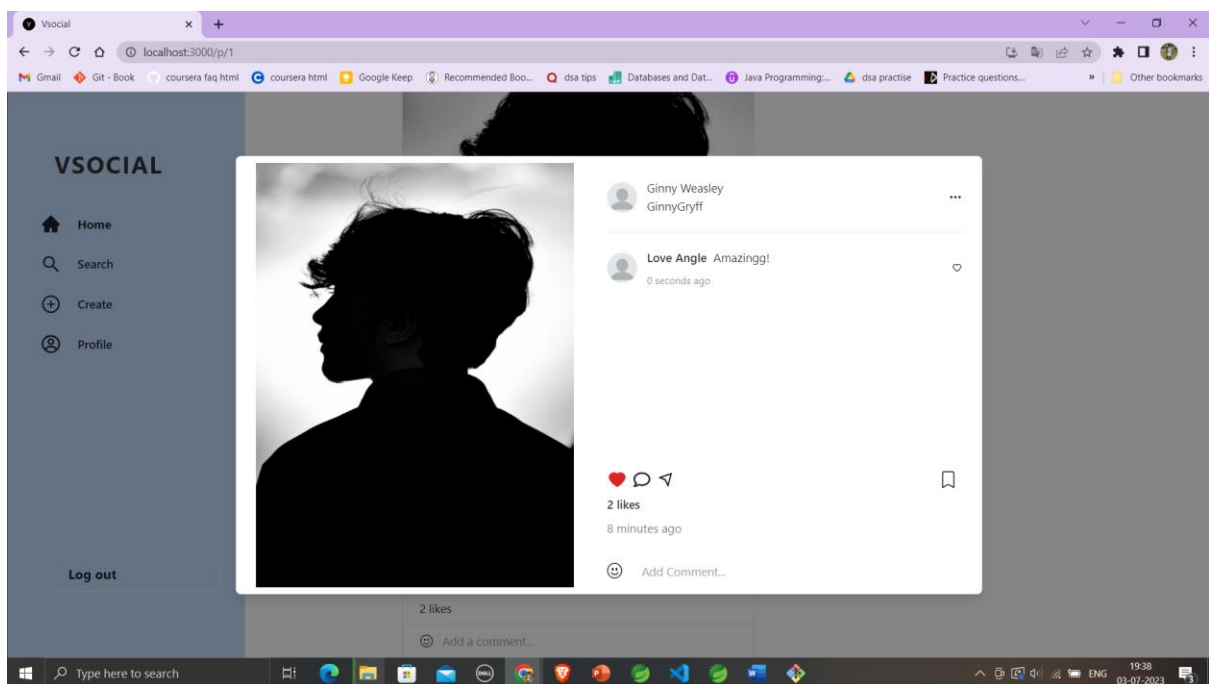 Vsocial
localhost:3000/p/1
Gmail Git - Book coursera faq html coursera html Google Keep Recommended Boo... dsa tips Databases and Dat... Java Programming:... dsa practise Practice questions... » Other bookmarks
VSOCIAL
Home
Search
Create
Profile
Log out
Ginny Weasley
GinnyGryff
Love Angle Amazingg!
0 seconds ago
2 likes
8 minutes ago
Add Comment...
2 likes
Add a comment...
Type here to search
DELL
ENG
19:38
03-07-2023